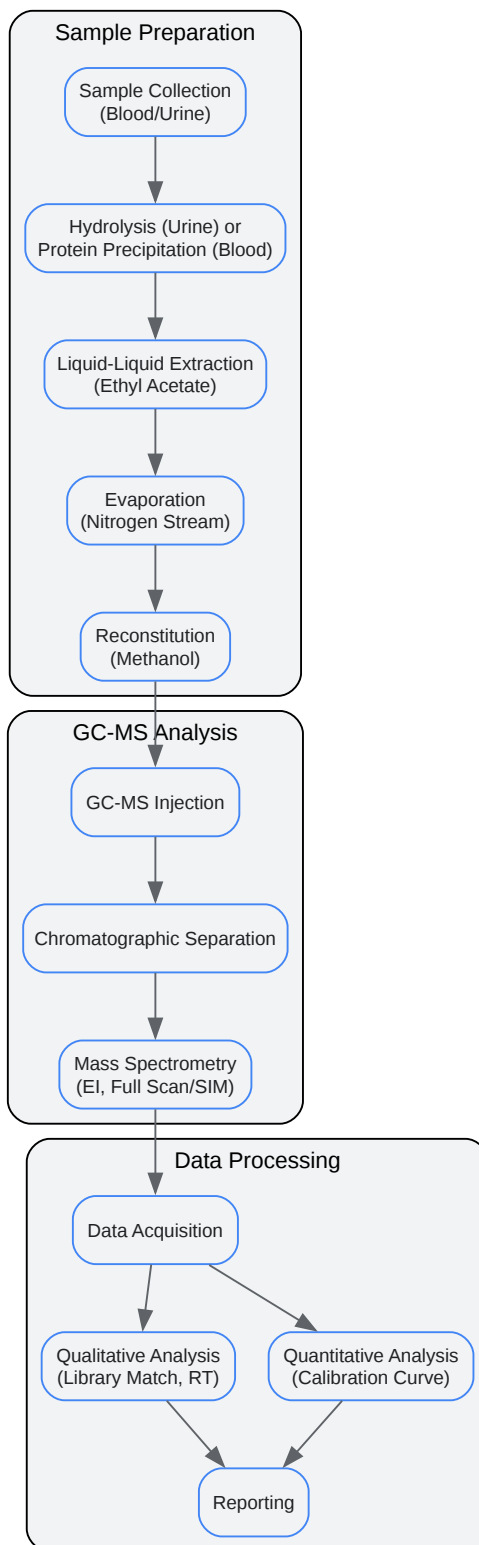 Sample Preparation
Sample Collection
(Blood/Urine)
Hydrolysis (Urine) or
Protein Precipitation (Blood)
Liquid-Liquid Extraction
(Ethyl Acetate)
Evaporation
(Nitrogen Stream)
Reconstitution
(Methanol)
GC-MS Analysis
GC-MS Injection
Chromatographic Separation
Mass Spectrometry
(EI, Full Scan/SIM)
Data Processing
Data Acquisition
Qualitative Analysis
(Library Match, RT)
Quantitative Analysis
(Calibration Curve)
Reporting